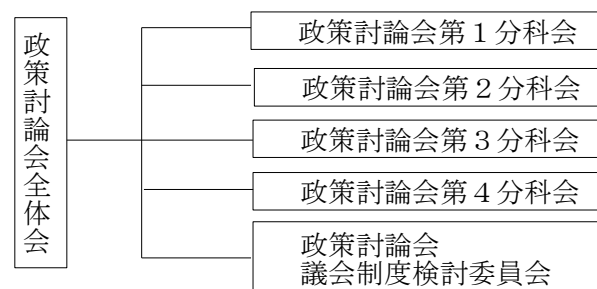 政策討論会全体会
政策討論会第１分科会
政策討論会第２分科会
政策討論会第３分科会
政策討論会第４分科会
政策討論会
議会制度検討委員会